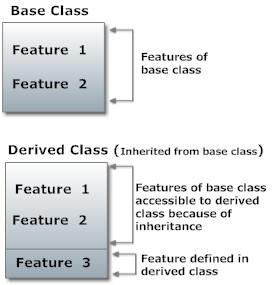 Base Class
Feature 1
Feature 2
Features of
base class
Derived Class (Inherited from base class)
Feature 1
Feature 2
Features of base class
accessible to derived
class because of
inheritance
Feature 3
Feature defined in
derived class